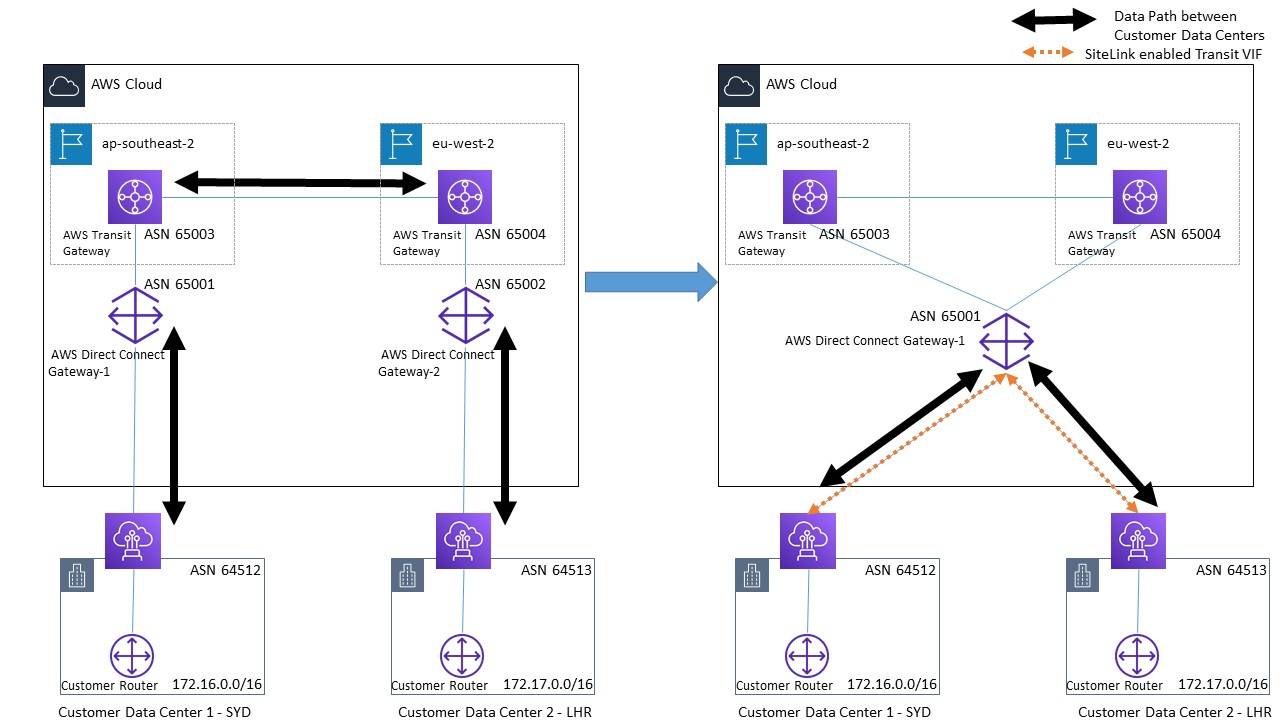 Data Path between
Customer Data Centers
SiteLink enabled Transit VIF
AWS Cloud
ap-southeast-2
eu-west-2
AWS Transit
Gateway
ASN 65003
AWS Transit
Gateway
ASN 65004
ASN 65001
ASN 65002
AWS Direct Connect
Gateway-1
AWS Direct Connect
Gateway-2
ASN 64512
Customer Router
172.16.0.0/16
Customer Data Center 1 - SYD
ASN 64513
Customer Router
172.17.0.0/16
Customer Data Center 2 - LHR
AWS Cloud
ap-southeast-2
eu-west-2
AWS Transit
Gateway
ASN 65003
AWS Transit
Gateway
ASN 65004
ASN 65001
AWS Direct Connect Gateway-1
ASN 64512
Customer Router
172.16.0.0/16
Customer Data Center 1 - SYD
ASN 64513
Customer Router
172.17.0.0/16
Customer Data Center 2 - LHR